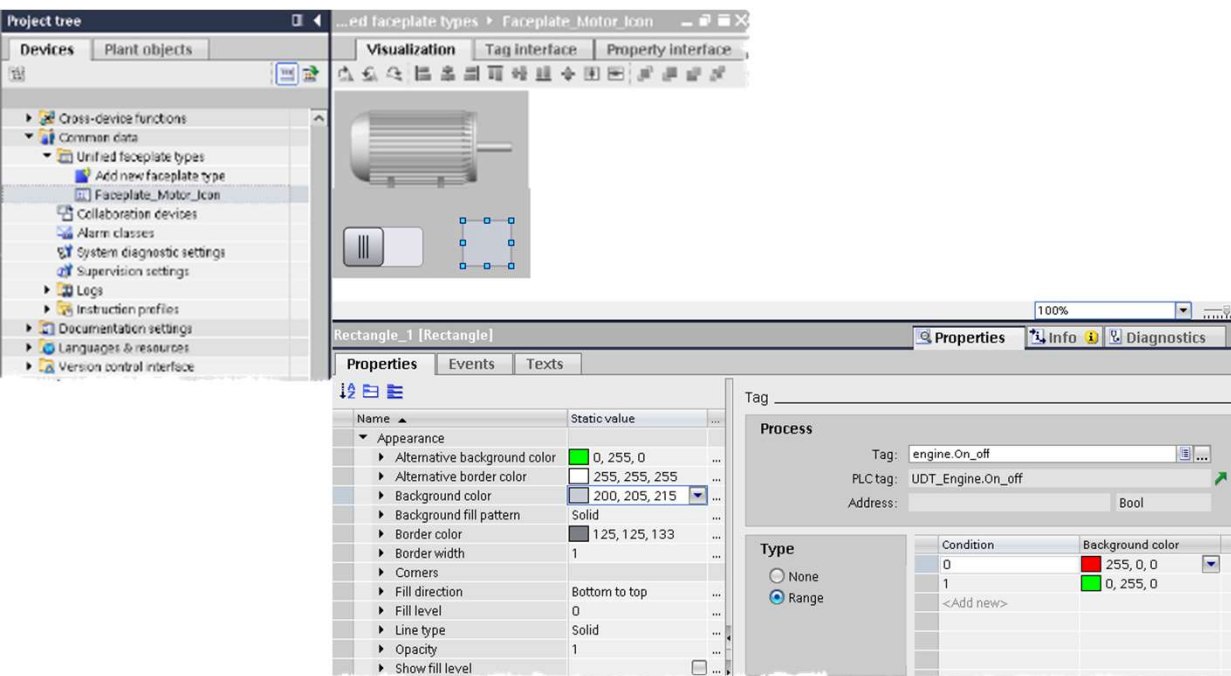 Project tree
Devices Plant objects
Cross-device functions
Common data
Unified faceplate types
Add new faceplate type
Faceplate_Motor_Icon
Collaboration devices
Alarm classes
System diagnostic settings
Supervision settings
Logs
Instruction profiles
Documentation settings
Languages & resources
Version control interface
...ed faceplate types Faceplate_Motor_Icon
Visualization Tag interface Property interface
100%
Rectangle_1 [Rectangle]
Properties Info Diagnostics
Properties Events Texts
Name Static value ...
Appearance
Alternative background color 0, 255, 0 ...
Alternative border color 255, 255, 255 ...
Background color 200, 205, 215 ...
Background fill pattern Solid ...
Border color 125, 125, 133 ...
Border width 1 ...
Corners
Fill direction Bottom to top ...
Fill level 0 ...
Line type Solid ...
Opacity 1 ...
Show fill level ...
Tag
Process
Tag: engine.On_off ...
PLC tag: UDT_Engine.On_off
Address: Bool
Type
None
Range
Condition Background color
0 255, 0, 0
1 0, 255, 0
<Add new>